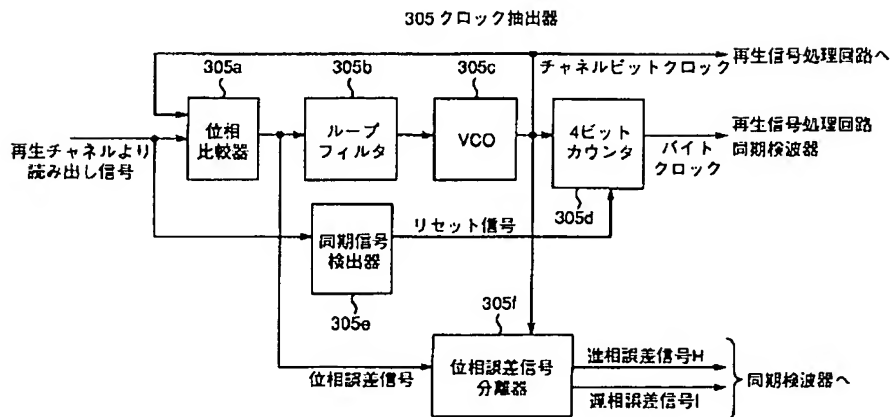 305 クロック抽出器
305a
305b
305c
チャネルビットクロック
再生信号処理回路へ
位相
比較器
ループ
フィルタ
VCO
4ビット
カウンタ
再生信号処理回路
同期検波器
バイト
クロック
再生チャネルより
読み出し信号
305d
リセット信号
同期信号
検出器
305e
305f
位相誤差信号
位相誤差信号
分離器
進相誤差信号H
遅相誤差信号I
同期検波器へ